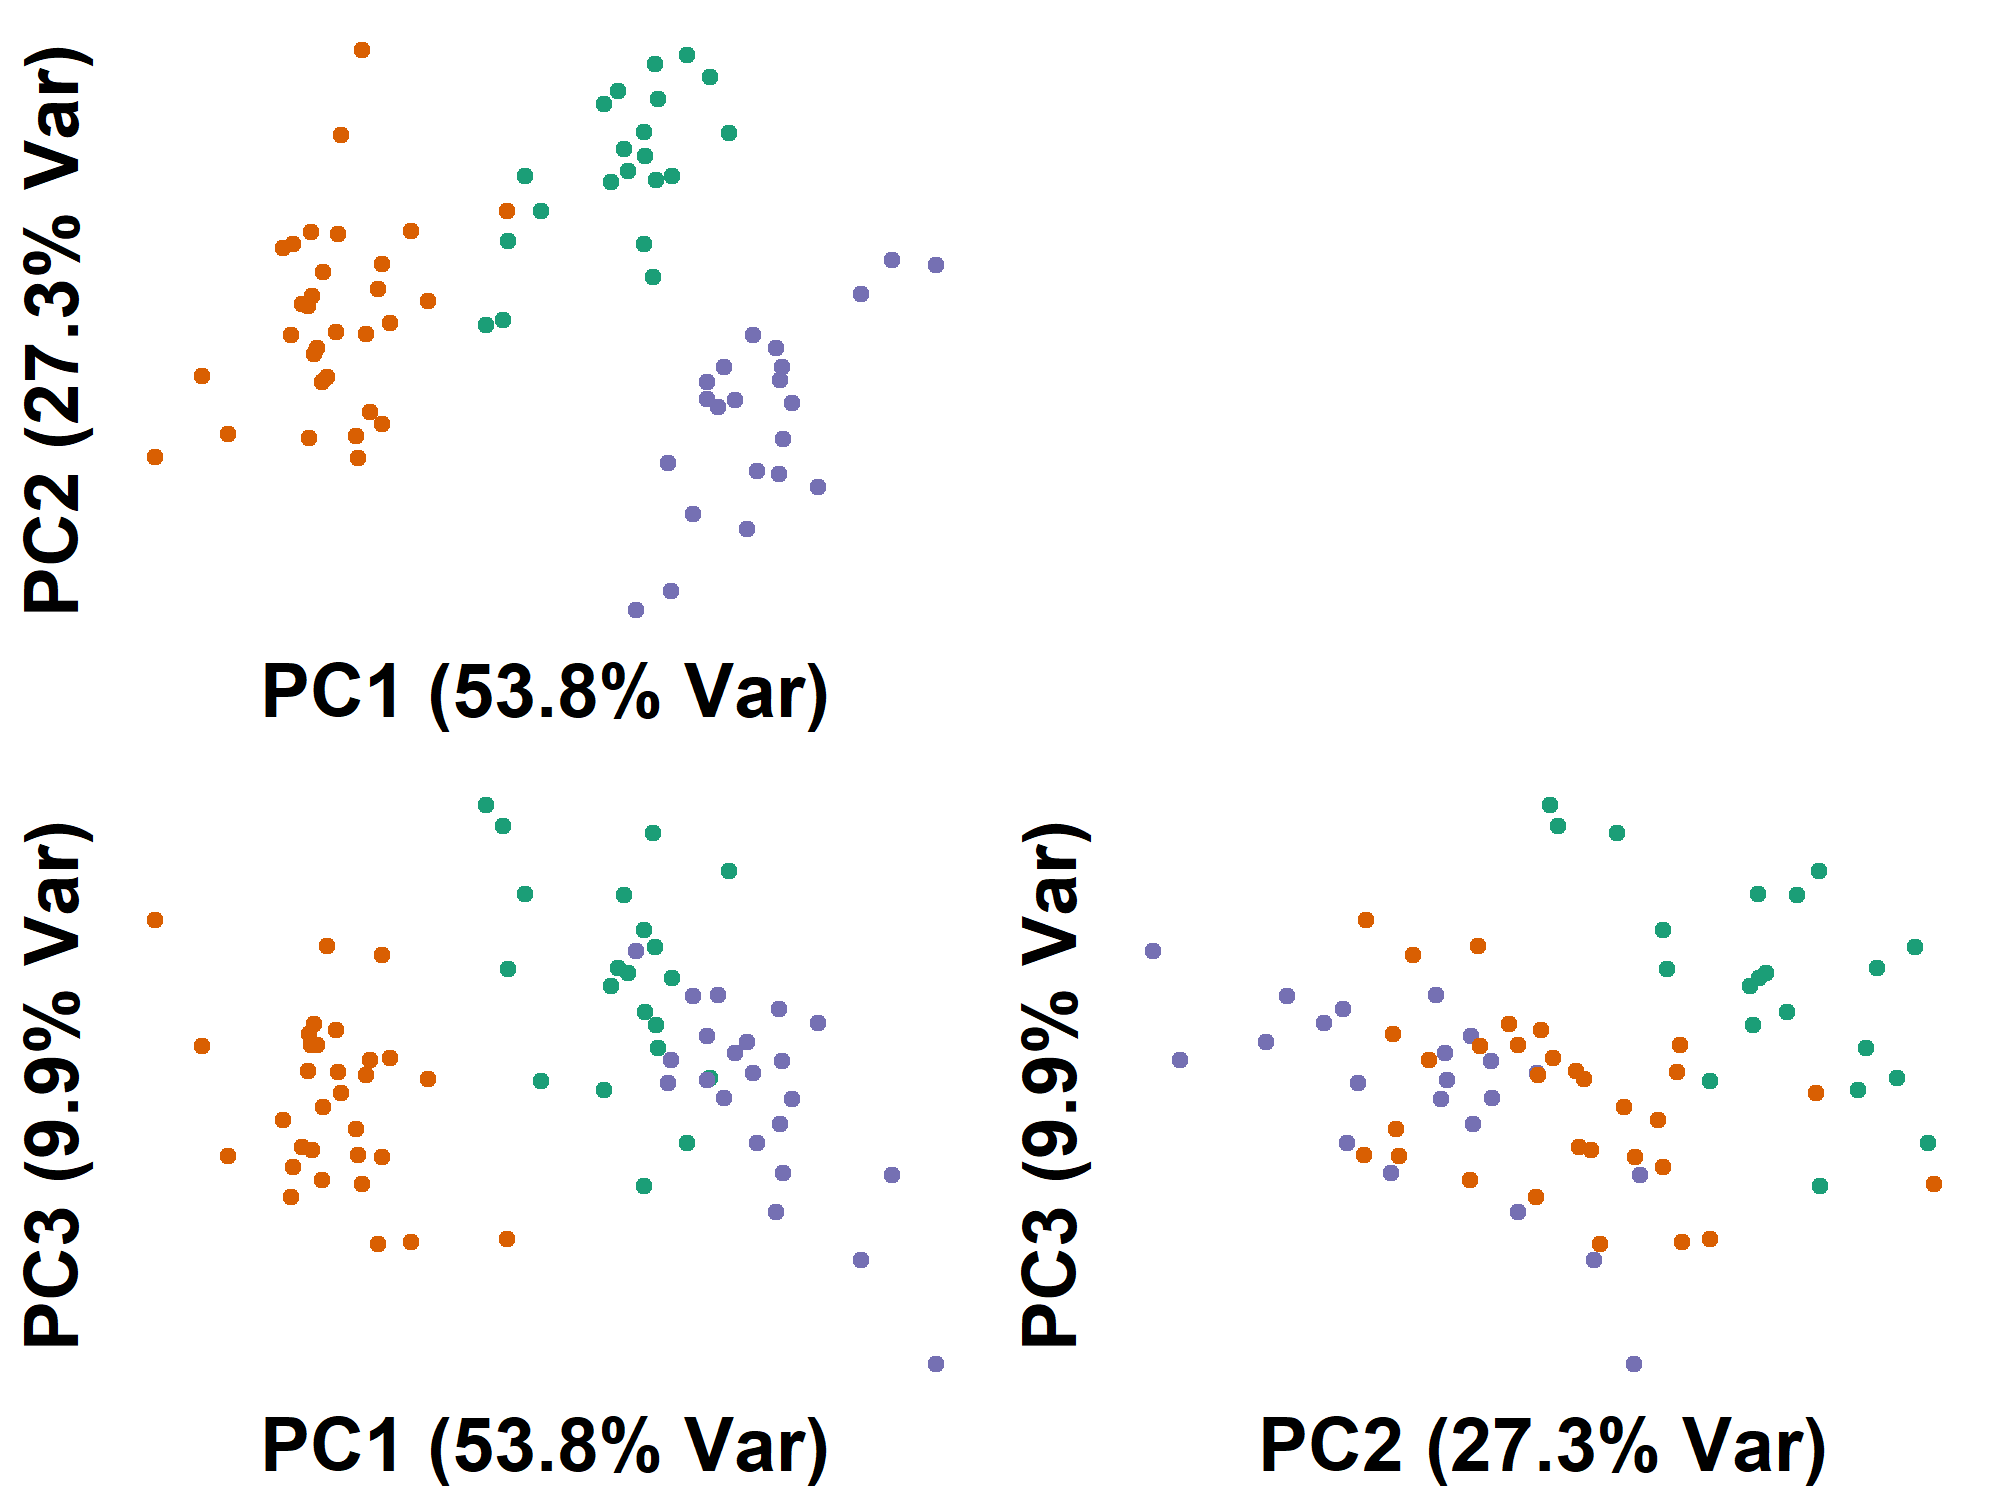 PC2 (27.3% Var)
PC1 (53.8% Var)
PC3 (9.9% Var)
PC1 (53.8% Var)
PC3 (9.9% Var)
PC2 (27.3% Var)